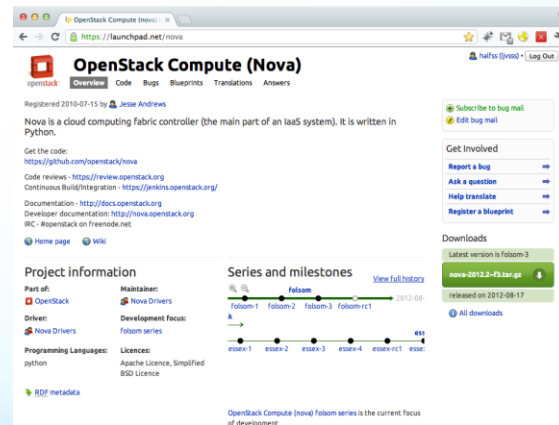 OpenStack Compute (Nova) in
https://launchpad.net/nova
openstack
OpenStack Compute (Nova)
halfss (ljvsss) • Log Out
Overview Code Bugs Blueprints Translations Answers
Registered 2010-07-15 by Jesse Andrews
Nova is a cloud computing fabric controller (the main part of an IaaS system). It is written in
Python.
Get the code:
https://github.com/openstack/nova
Code reviews - https://review.openstack.org
Continuous Build/Integration - https://jenkins.openstack.org/
Documentation - http://docs.openstack.org
Developer documentation: http://nova.openstack.org
IRC - #openstack on freenode.net
Home page Wiki
Subscribe to bug mail
Edit bug mail
Get Involved
Report a bug
Ask a question
Help translate
Register a blueprint
Downloads
Latest version is folsom-3
nova-2012.2~f3.tar.gz
released on 2012-08-17
All downloads
Project information
Part of:
OpenStack
Maintainer:
Nova Drivers
Driver:
Nova Drivers
Development focus:
folsom series
Programming Languages:
python
Licences:
Apache Licence, Simplified
BSD Licence
RDF metadata
Series and milestones
View full history
folsom
2012-08-
folsom-1 folsom-2 folsom-3 folsom-rc1
k
ess
essex-1 essex-2 essex-3 essex-4 essex-rc1 esse
OpenStack Compute (nova) folsom series is the current focus
of development